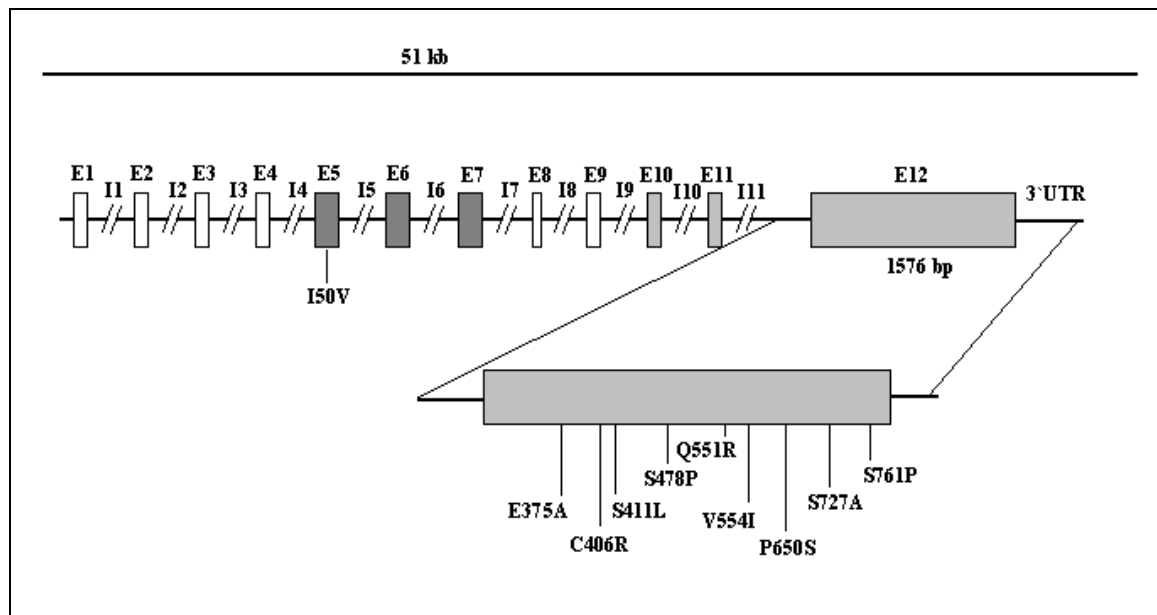 51 kb
E1 I1 E2 I2 E3 I3 E4 I4 E5 I5 E6 I6 E7 I7 E8 I8 E9 I9 E10 I10 E11 I11 E12 3`UTR
I50V
1576 bp
E375A
C406R
S411L
S478P
Q551R
V554I
P650S
S727A
S761P